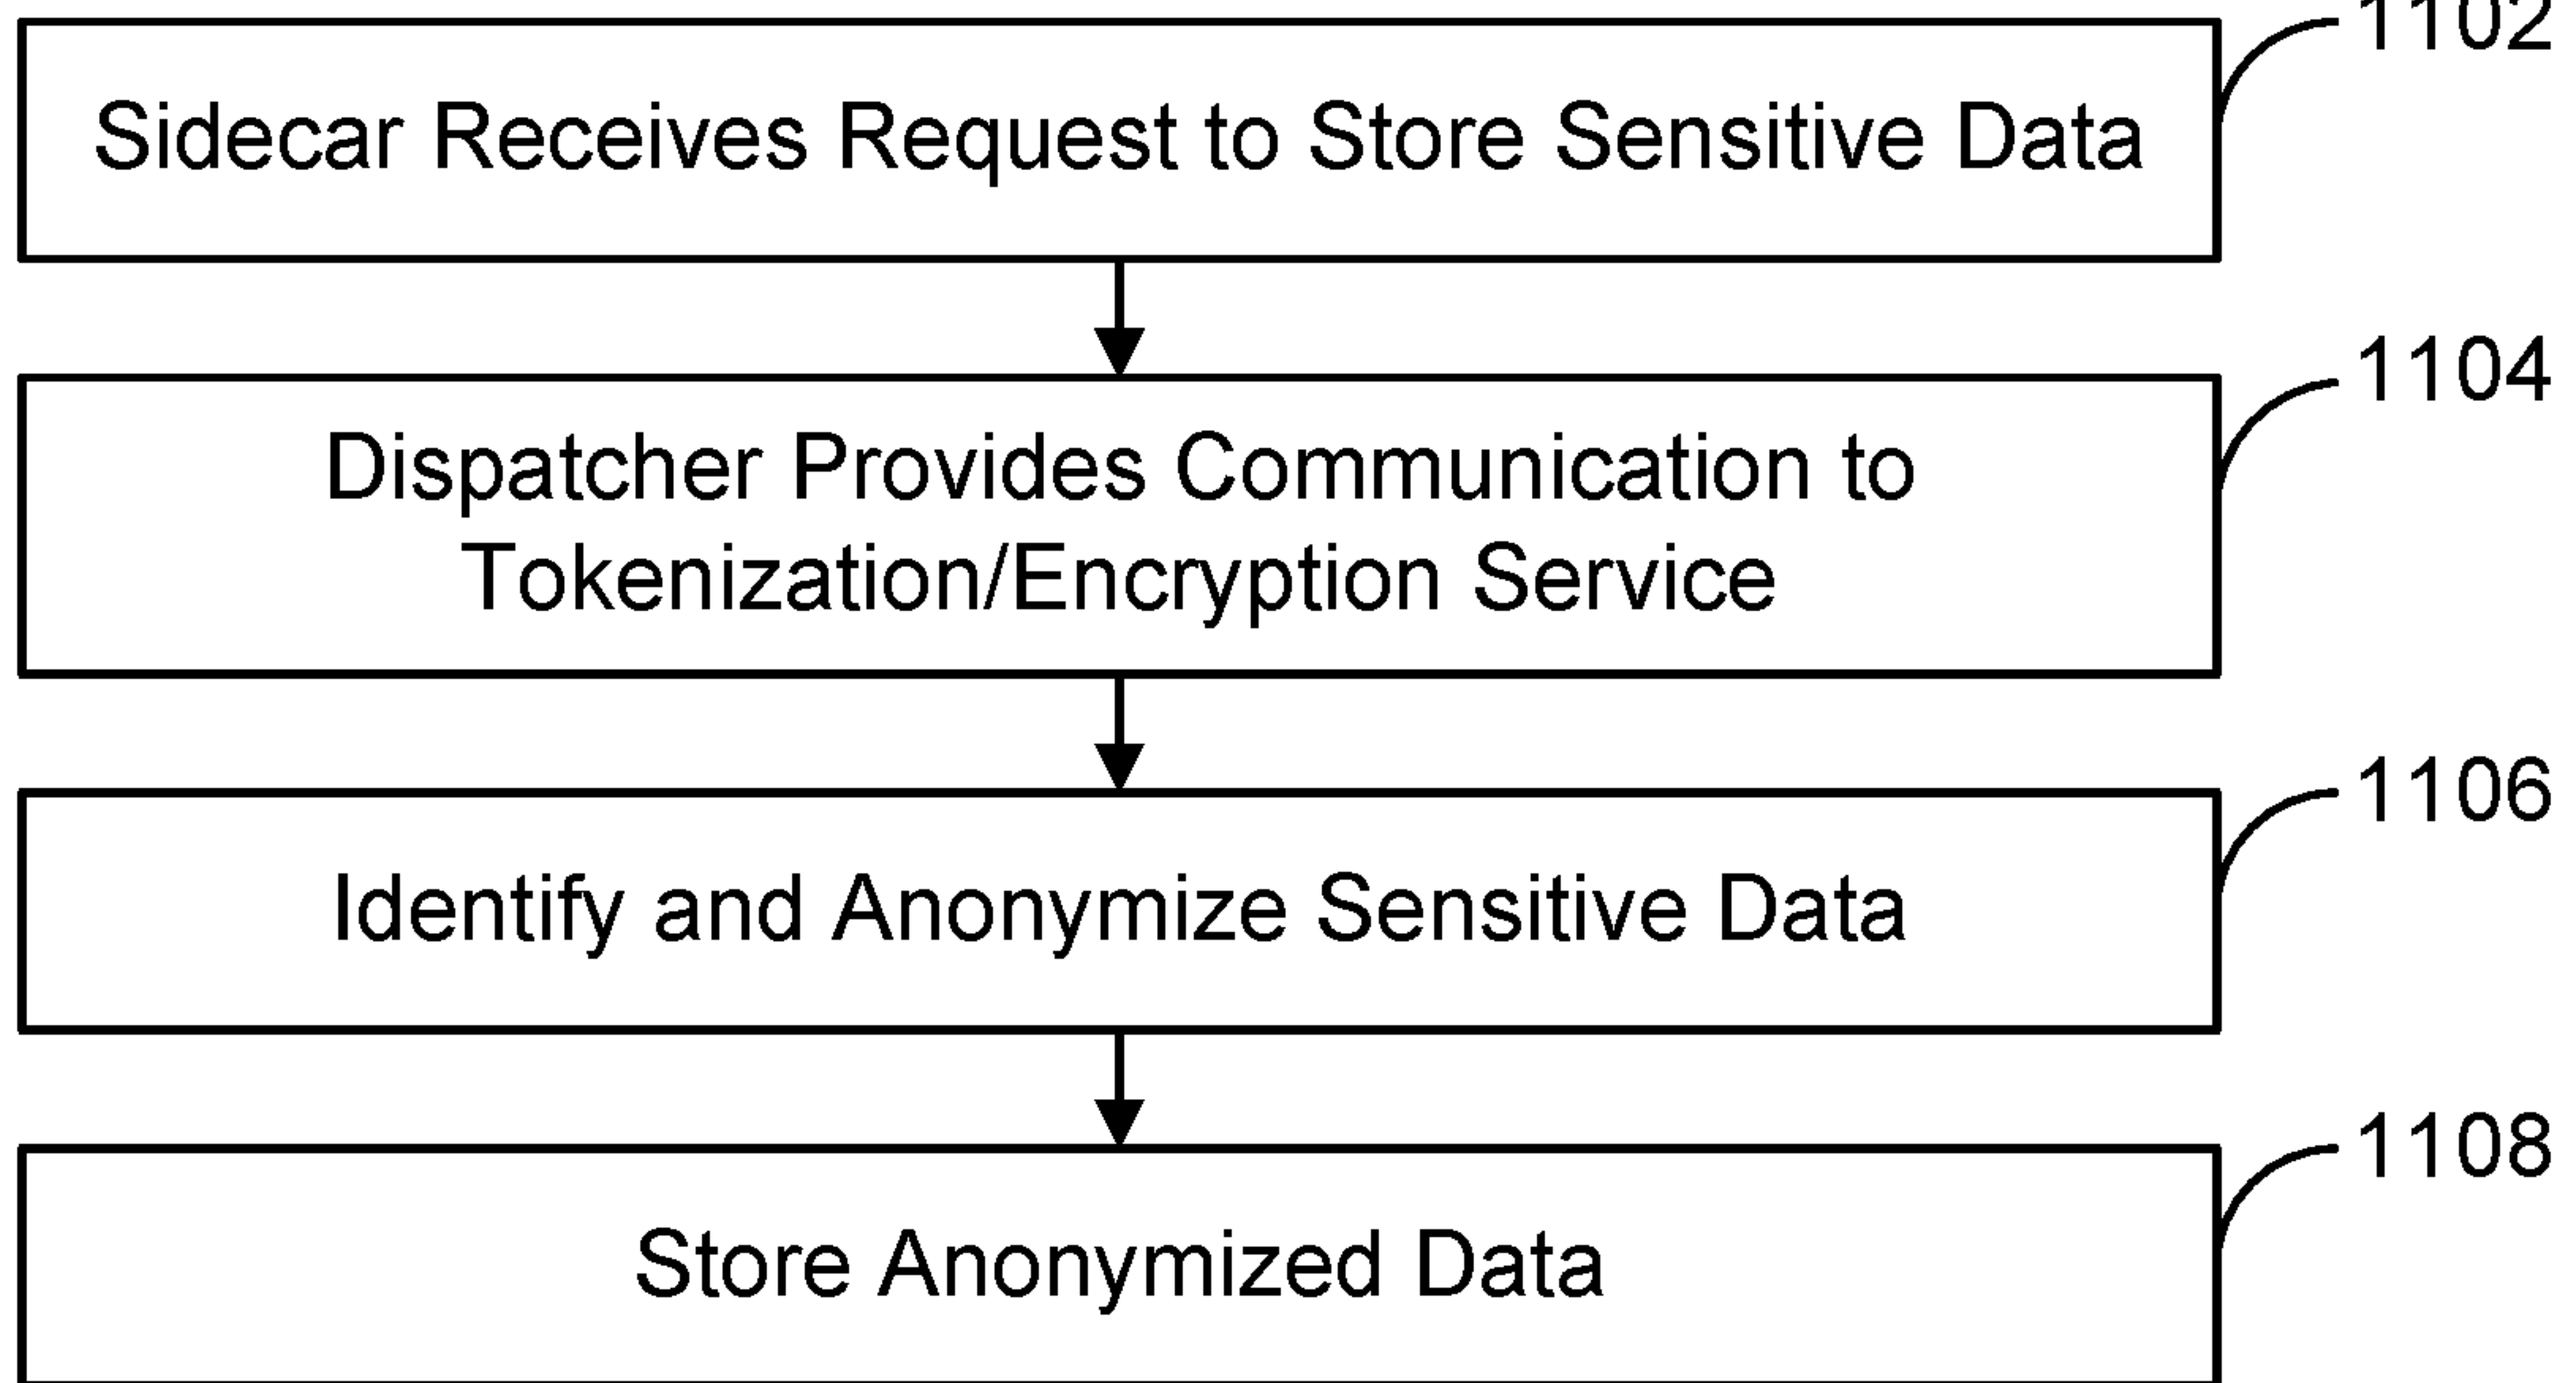 1102
Sidecar Receives Request to Store Sensitive Data
1104
Dispatcher Provides Communication to
Tokenization/Encryption Service
1106
Identify and Anonymize Sensitive Data
1108
Store Anonymized Data